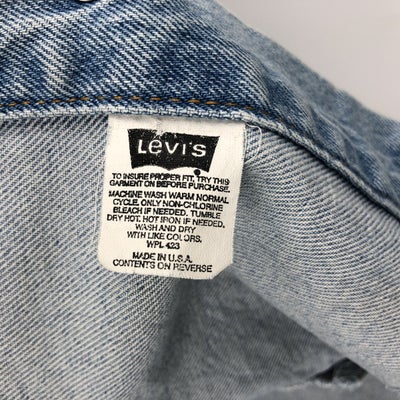 Levi's
TO INSURE PROPER FIT, TRY THIS
GARMENT ON BEFORE PURCHASE.
MACHINE WASH WARM NORMAL
CYCLE. ONLY NON-CHLORINE
BLEACH IF NEEDED. TUMBLE
DRY HOT. HOT IRON IF NEEDED.
WASH AND DRY
WITH LIKE COLORS.
WPL 423
MADE IN U.S.A.
CONTENTS ON REVERSE